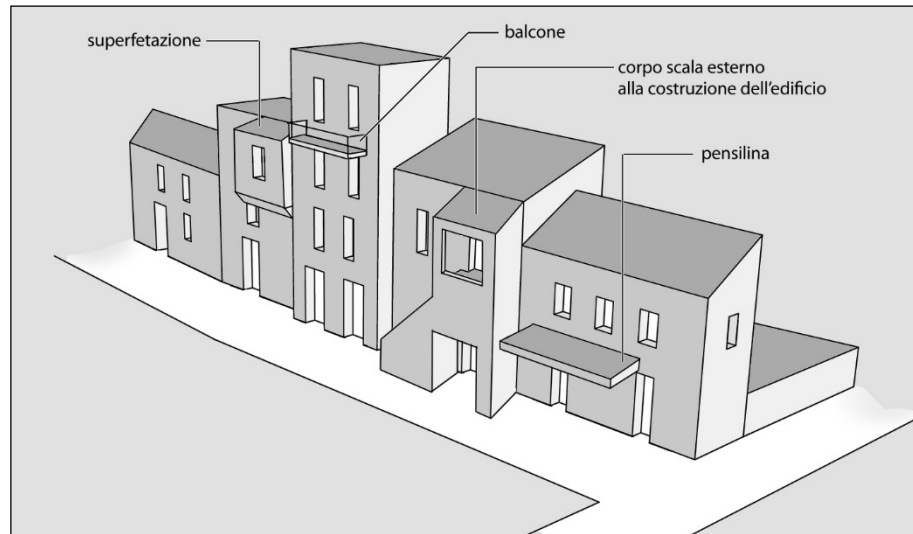 superfetazione
balcone
corpo scala esterno
alla costruzione dell'edificio
pensilina